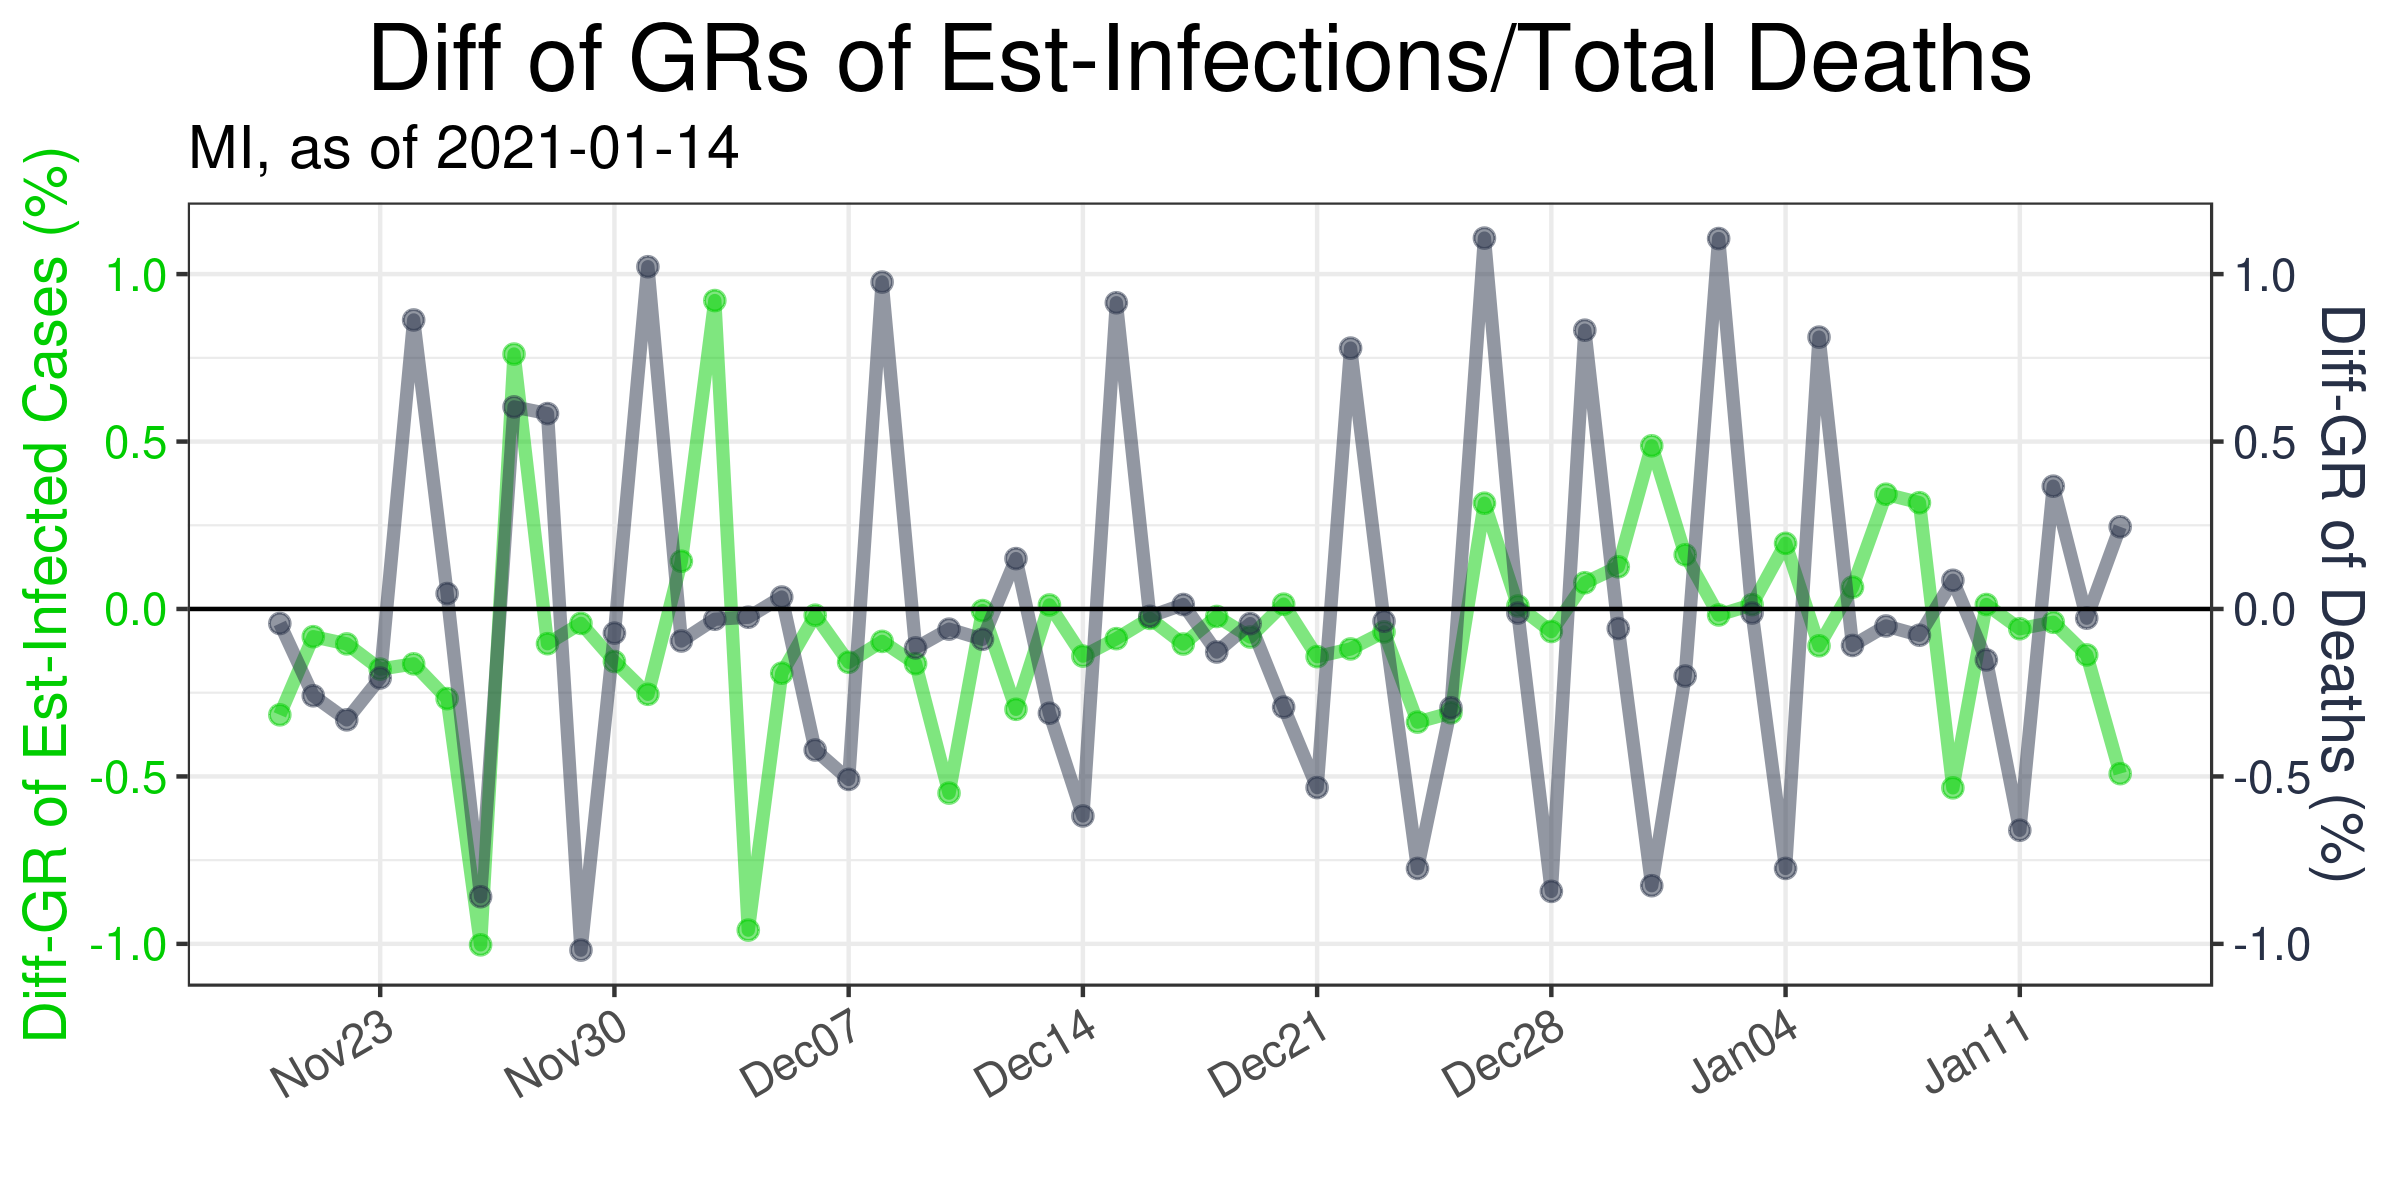 Diff of GRs of Est-Infections/Total Deaths
MI, as of 2021-01-14
Diff-GR of Est-Infected Cases (%)
1.0
0.5
0.0
-0.5
-1.0
1.0
0.5
0.0
-0.5
-1.0
Diff-GR of Deaths (%)
Nov23
Nov30
Dec07
Dec14
Dec21
Dec28
Jan04
Jan11